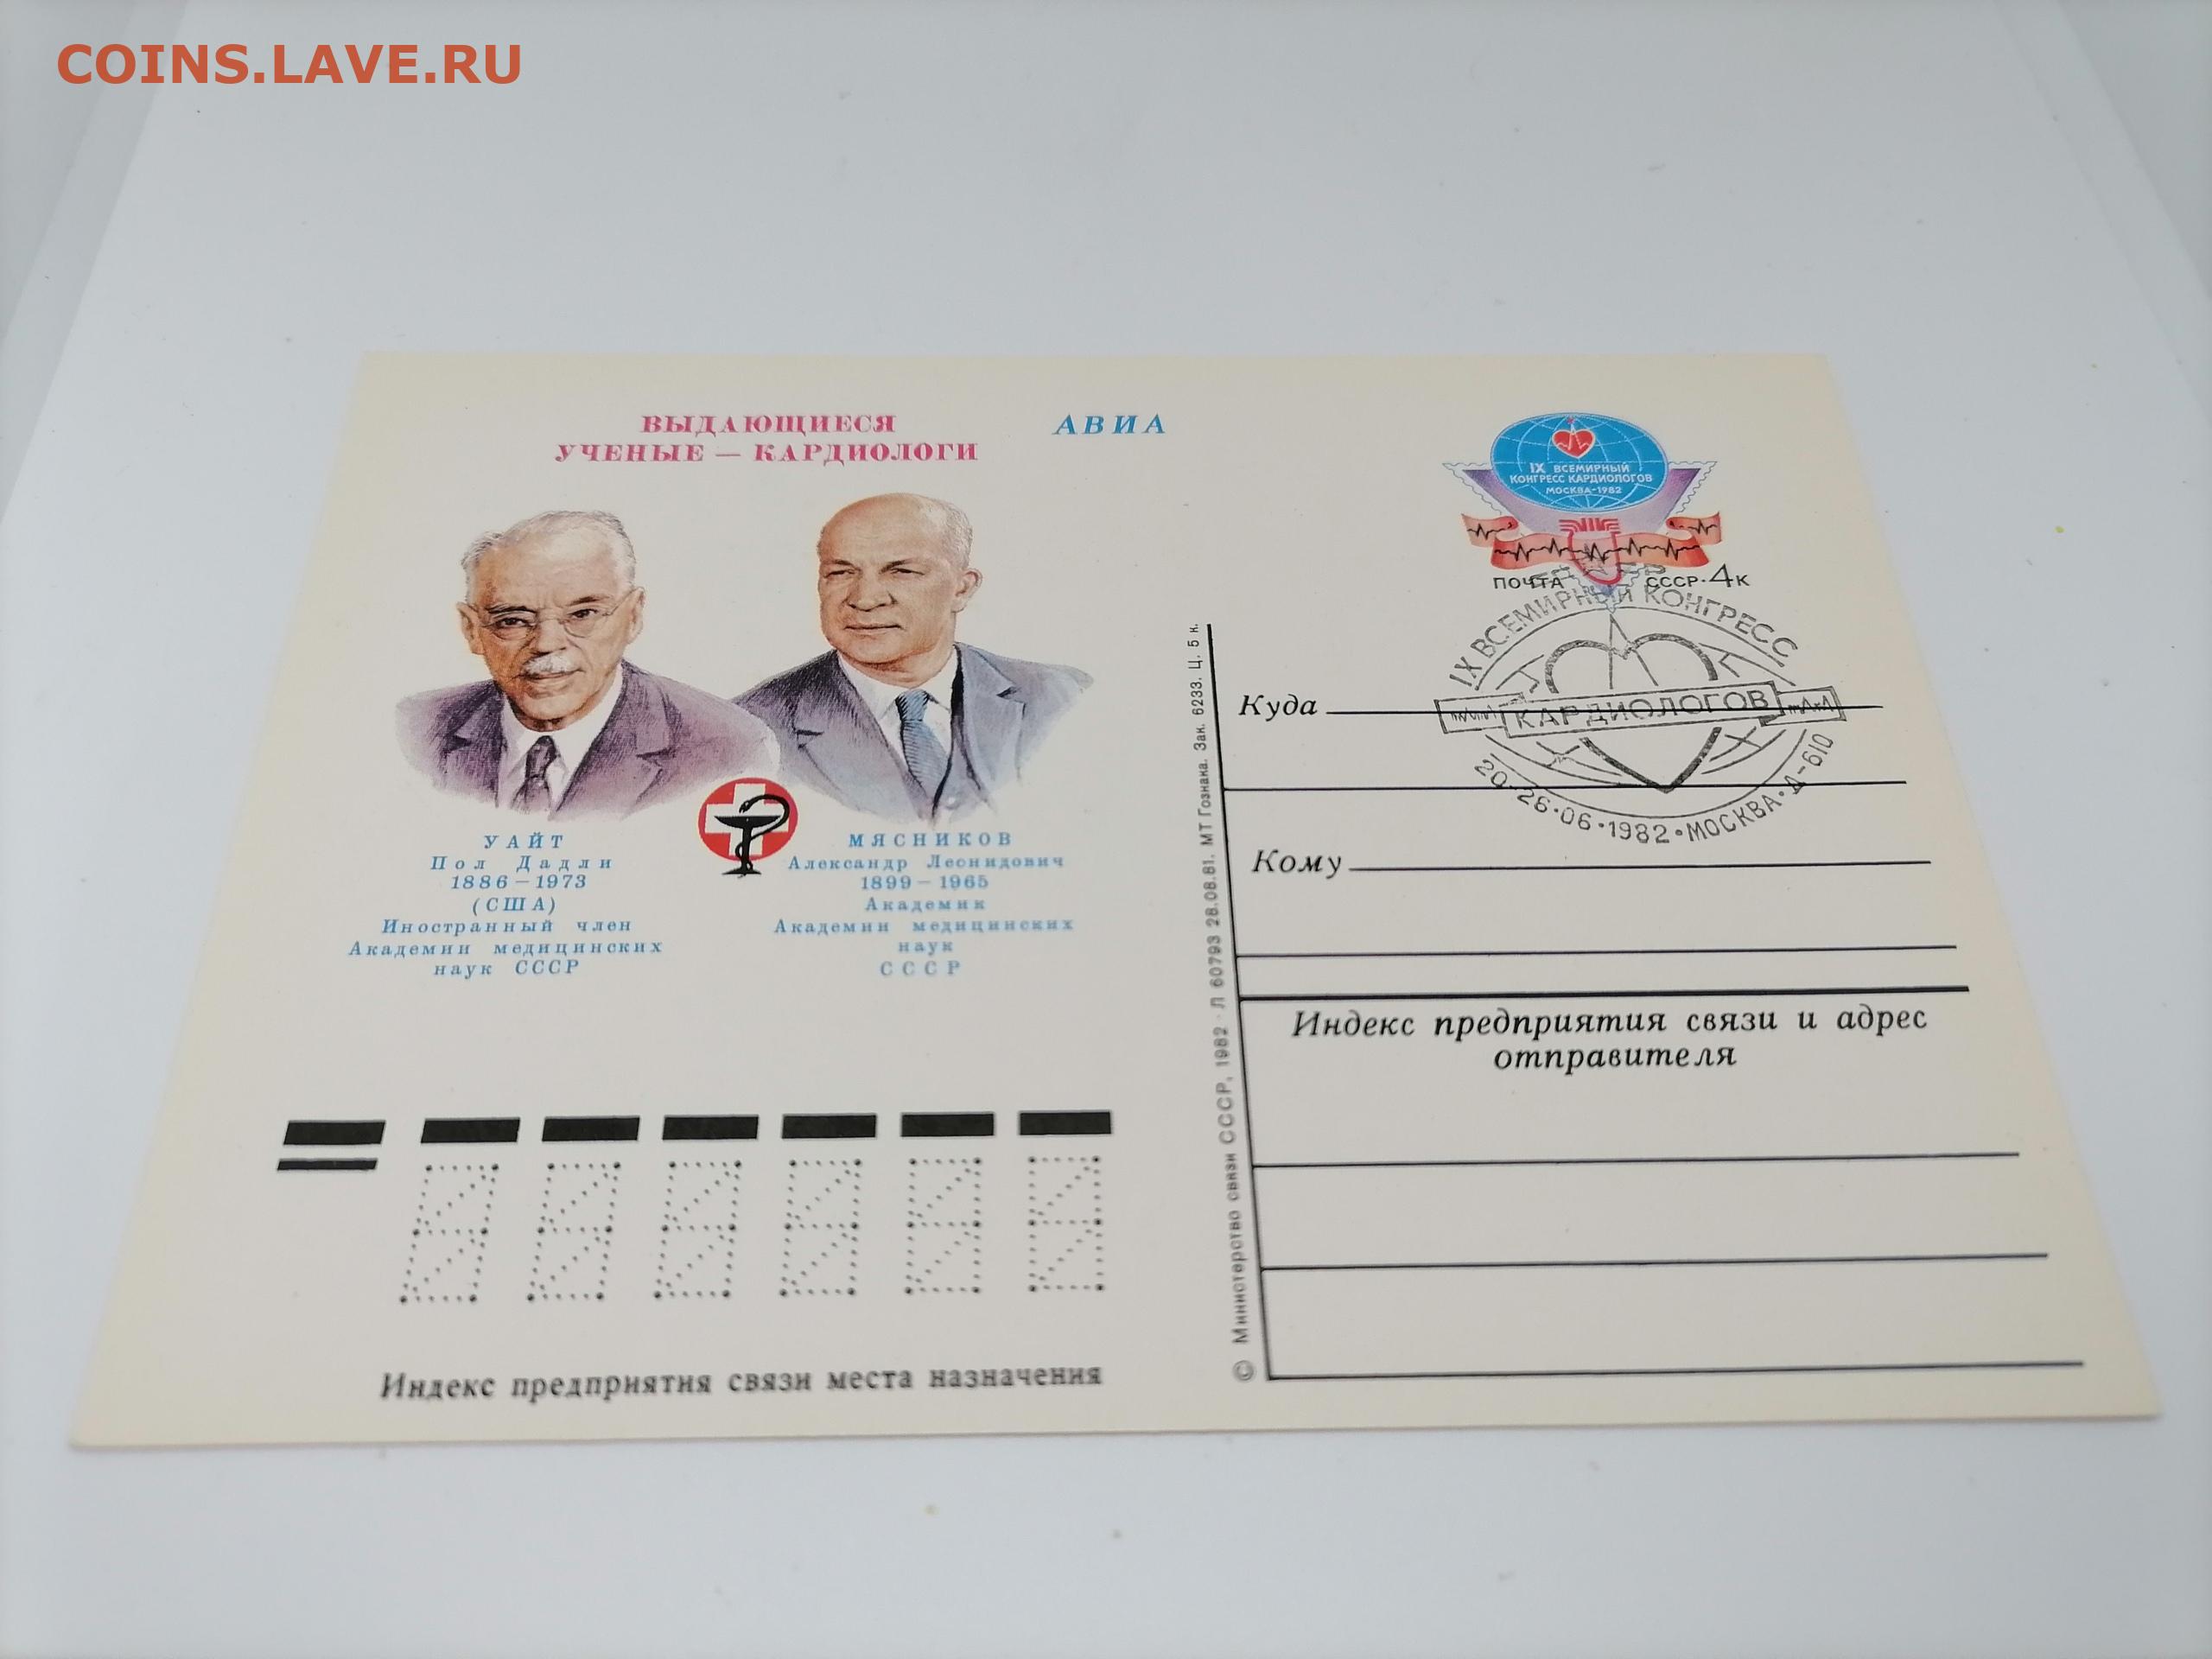 COINS.LAVE.RU
ВЫДАЮЩИЕСЯ
УЧЕНЫЕ — КАРДИОЛОГИ
АВИА
IX ВСЕМИРНЫЙ
КОНГРЕСС КАРДИОЛОГОВ
МОСКВА-1982
ПОЧТА СССР·4К
IX ВСЕМИРНЫЙ КОНГРЕСС
КАРДИОЛОГОВ
20-26·06·1982·МОСКВА·
УАЙТ
Пол Дадли
1886–1973
(США)
Иностранный член
Академии медицинских
наук СССР
МЯСНИКОВ
Александр Леонидович
1899–1965
Академик
Академии медицинских
наук
СССР
Куда
Кому
Индекс предприятия связи и адрес
отправителя
© Министерство связи СССР, 1982 · Л 60793 28.08.81. МТ Гознака. Зак. 6233. Ц. 5 к.
Индекс предприятия связи места назначения